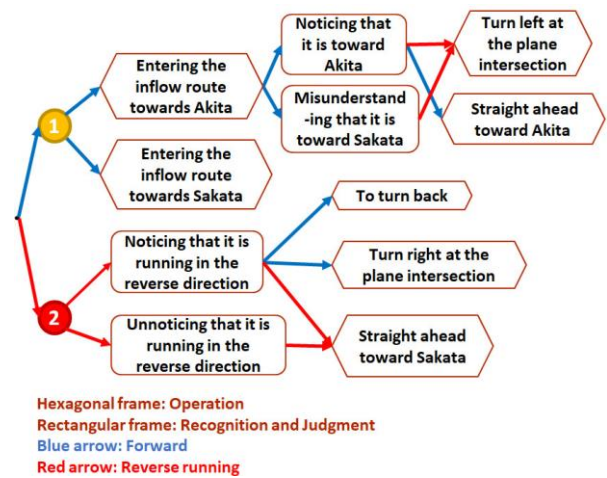 Noticing that
it is toward
Akita
Turn left at
the plane
intersection
Entering the
inflow route
towards Akita
Misunderstand
-ing that it is
toward Sakata
Straight ahead
toward Akita
1
Entering the
inflow route
towards Sakata
To turn back
Noticing that it is
running in the
reverse direction
Turn right at the
plane intersection
2
Unnoticing that it is
running in the
reverse direction
Straight ahead
toward Sakata
Hexagonal frame: Operation
Rectangular frame: Recognition and Judgment
Blue arrow: Forward
Red arrow: Reverse running